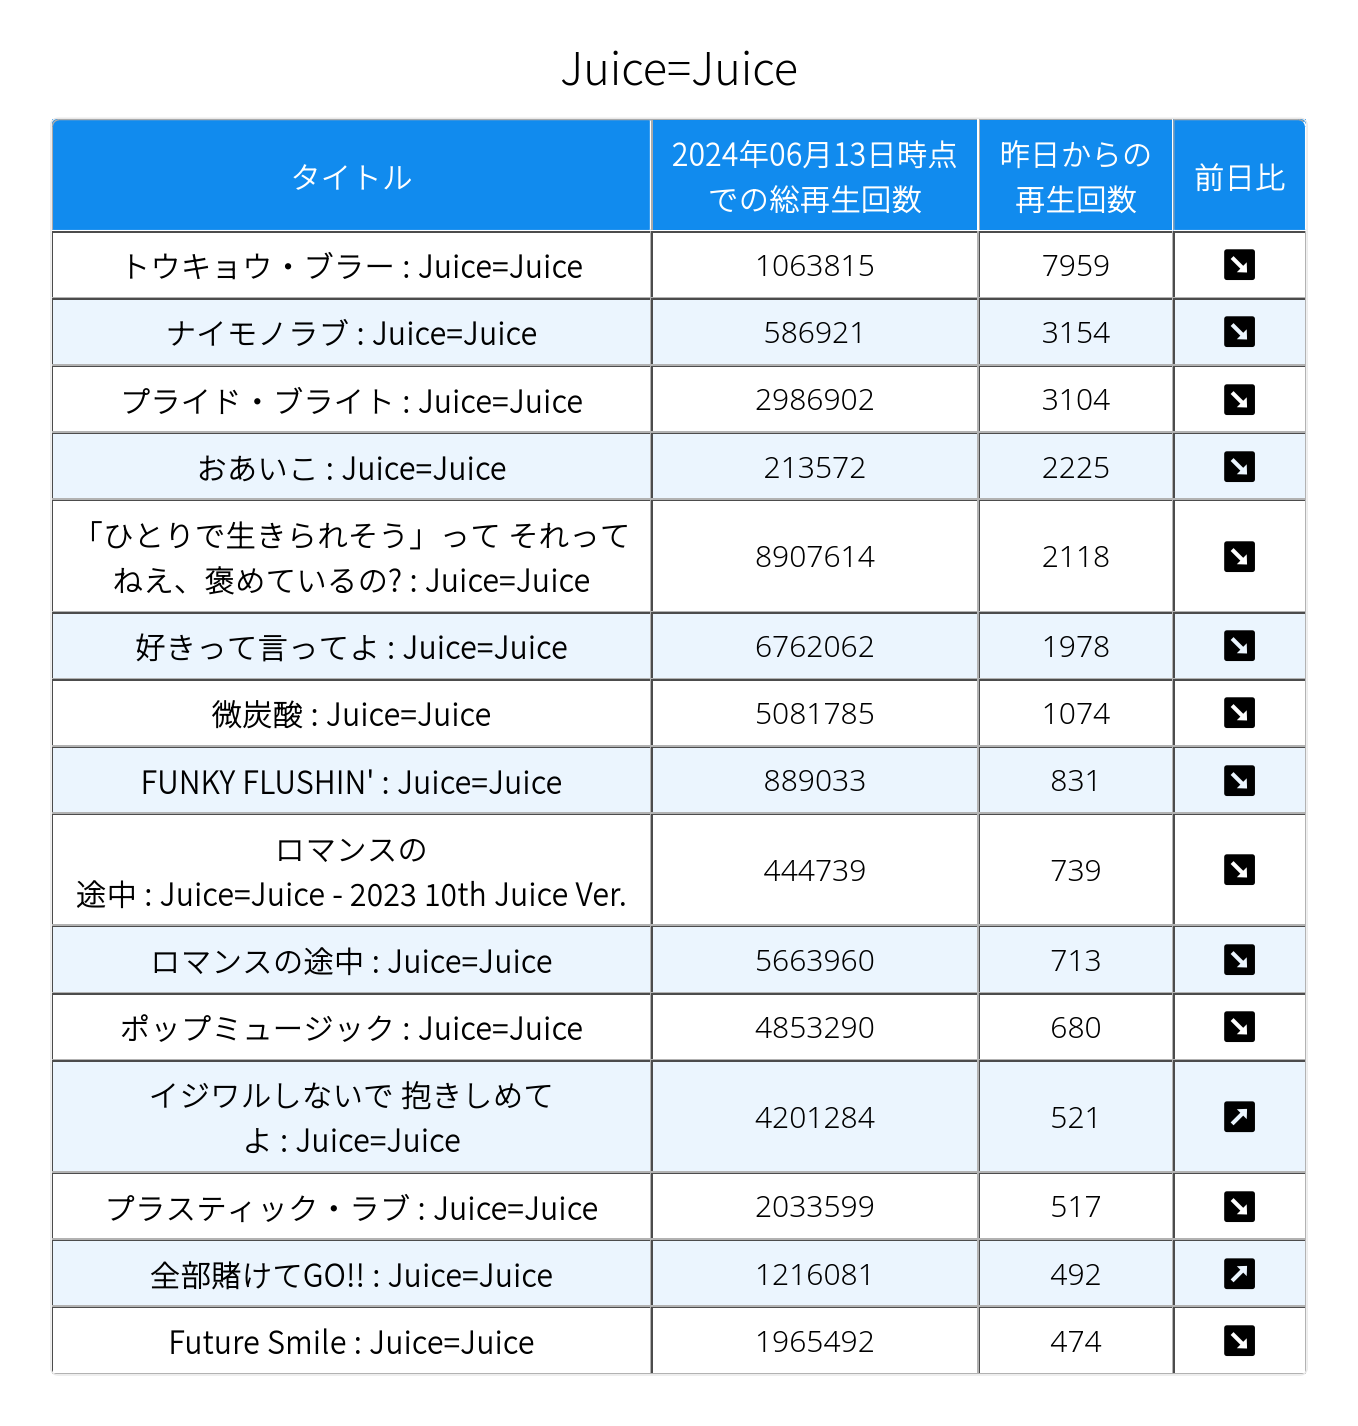 Juice=Juice
タイトル
2024年06月13日時点
での総再生回数
昨日からの
再生回数
前日比
トウキョウ・ブラー : Juice=Juice 1063815 7959 ↘
ナイモノラブ : Juice=Juice 586921 3154 ↘
プライド・ブライト : Juice=Juice 2986902 3104 ↘
おあいこ : Juice=Juice 213572 2225 ↘
「ひとりで生きられそう」って それって
ねえ、褒めているの? : Juice=Juice
8907614 2118 ↘
好きって言ってよ : Juice=Juice 6762062 1978 ↘
微炭酸 : Juice=Juice 5081785 1074 ↘
FUNKY FLUSHIN' : Juice=Juice 889033 831 ↘
ロマンスの
途中 : Juice=Juice - 2023 10th Juice Ver.
444739 739 ↘
ロマンスの途中 : Juice=Juice 5663960 713 ↘
ポップミュージック : Juice=Juice 4853290 680 ↘
イジワルしないで 抱きしめて
よ : Juice=Juice
4201284 521 ↗
プラスティック・ラブ : Juice=Juice 2033599 517 ↘
全部賭けてGO!! : Juice=Juice 1216081 492 ↗
Future Smile : Juice=Juice 1965492 474 ↘